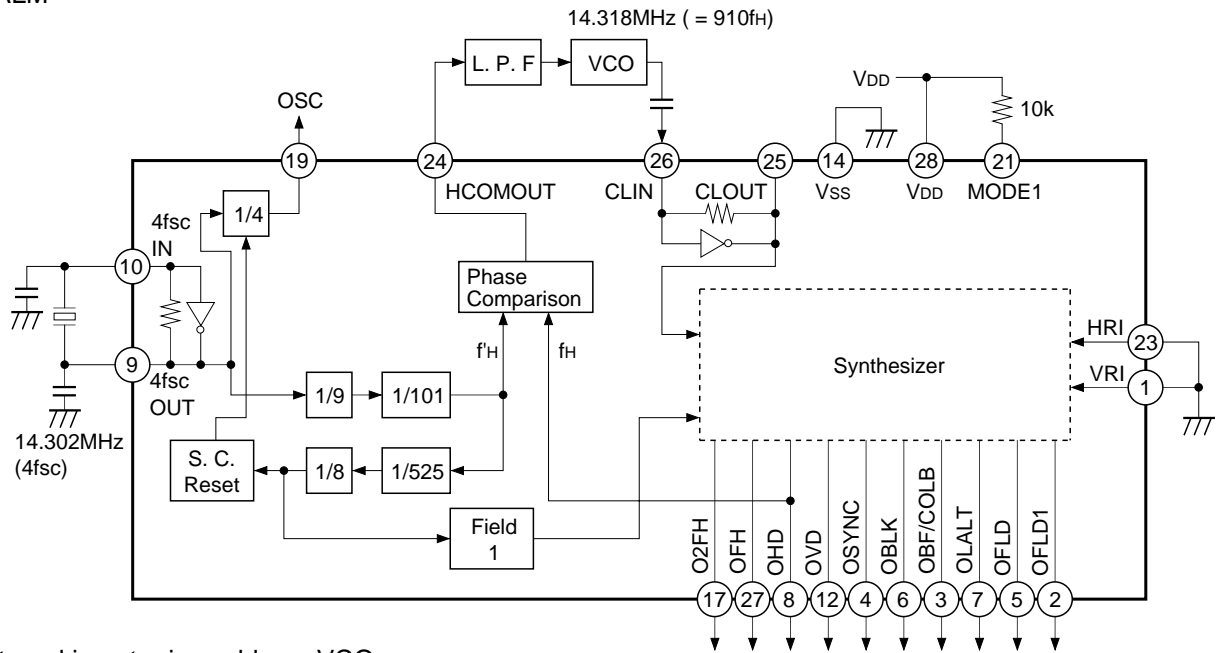 14.318MHz ( = 910fH)
L. P. F
VCO
OSC
VDD
10k
19
24
26
25
14
28
21
HCOMOUT
CLIN
CLOUT
VSS
VDD
MODE1
1/4
4fsc
IN
10
Phase
Comparison
HRI
23
Synthesizer
f'H
fH
VRI
1
9
4fsc
OUT
1/9
1/101
14.302MHz
(4fsc)
S. C.
Reset
1/8
1/525
Field
1
O2FH
OFH
OHD
OVD
OSYNC
OBLK
OBF/COLB
OLALT
OFLD
OFLD1
17
27
8
12
4
6
3
7
5
2